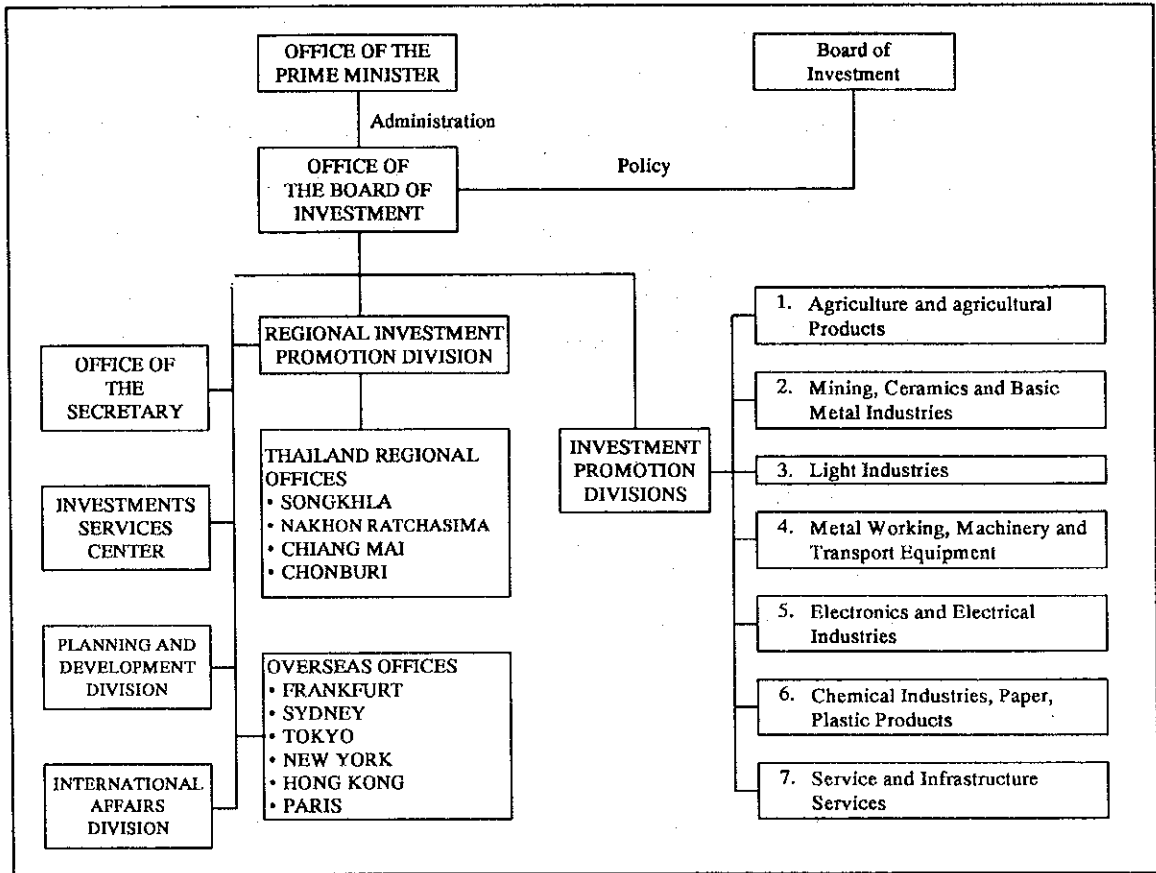 OFFICE OF THE
PRIME MINISTER
Board of
Investment
Administration
OFFICE OF
THE BOARD OF
INVESTMENT
Policy
REGIONAL INVESTMENT
PROMOTION DIVISION
OFFICE OF
THE
SECRETARY
THAILAND REGIONAL
OFFICES
• SONGKHLA
• NAKHON RATCHASIMA
• CHIANG MAI
• CHONBURI
INVESTMENTS
SERVICES
CENTER
PLANNING AND
DEVELOPMENT
DIVISION
OVERSEAS OFFICES
• FRANKFURT
• SYDNEY
• TOKYO
• NEW YORK
• HONG KONG
• PARIS
INTERNATIONAL
AFFAIRS
DIVISION
INVESTMENT
PROMOTION
DIVISIONS
1. Agriculture and agricultural
Products
2. Mining, Ceramics and Basic
Metal Industries
3. Light Industries
4. Metal Working, Machinery and
Transport Equipment
5. Electronics and Electrical
Industries
6. Chemical Industries, Paper,
Plastic Products
7. Service and Infrastructure
Services